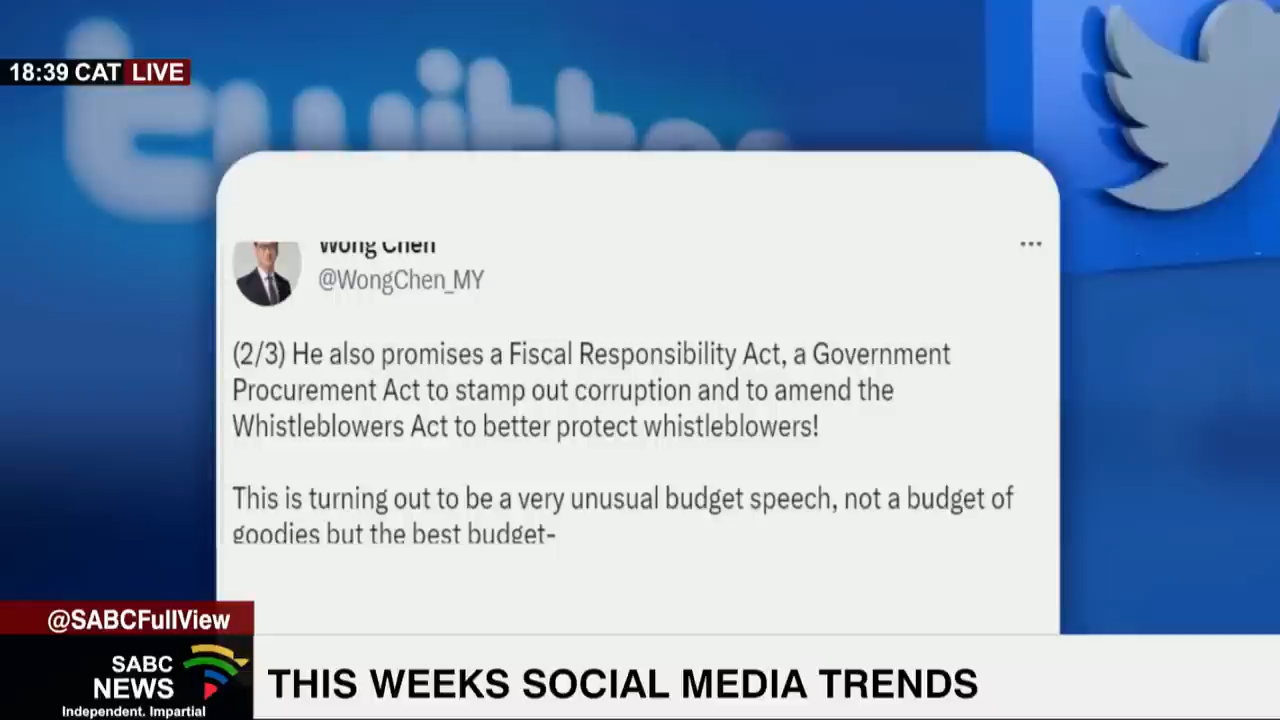 twitter
18:39 CAT LIVE
Wong Chen
@WongChen_MY
(2/3) He also promises a Fiscal Responsibility Act, a Government
Procurement Act to stamp out corruption and to amend the
Whistleblowers Act to better protect whistleblowers!
This is turning out to be a very unusual budget speech, not a budget of
goodies but the best budget-
@SABCFullView
SABC
NEWS
Independent. Impartial
THIS WEEKS SOCIAL MEDIA TRENDS